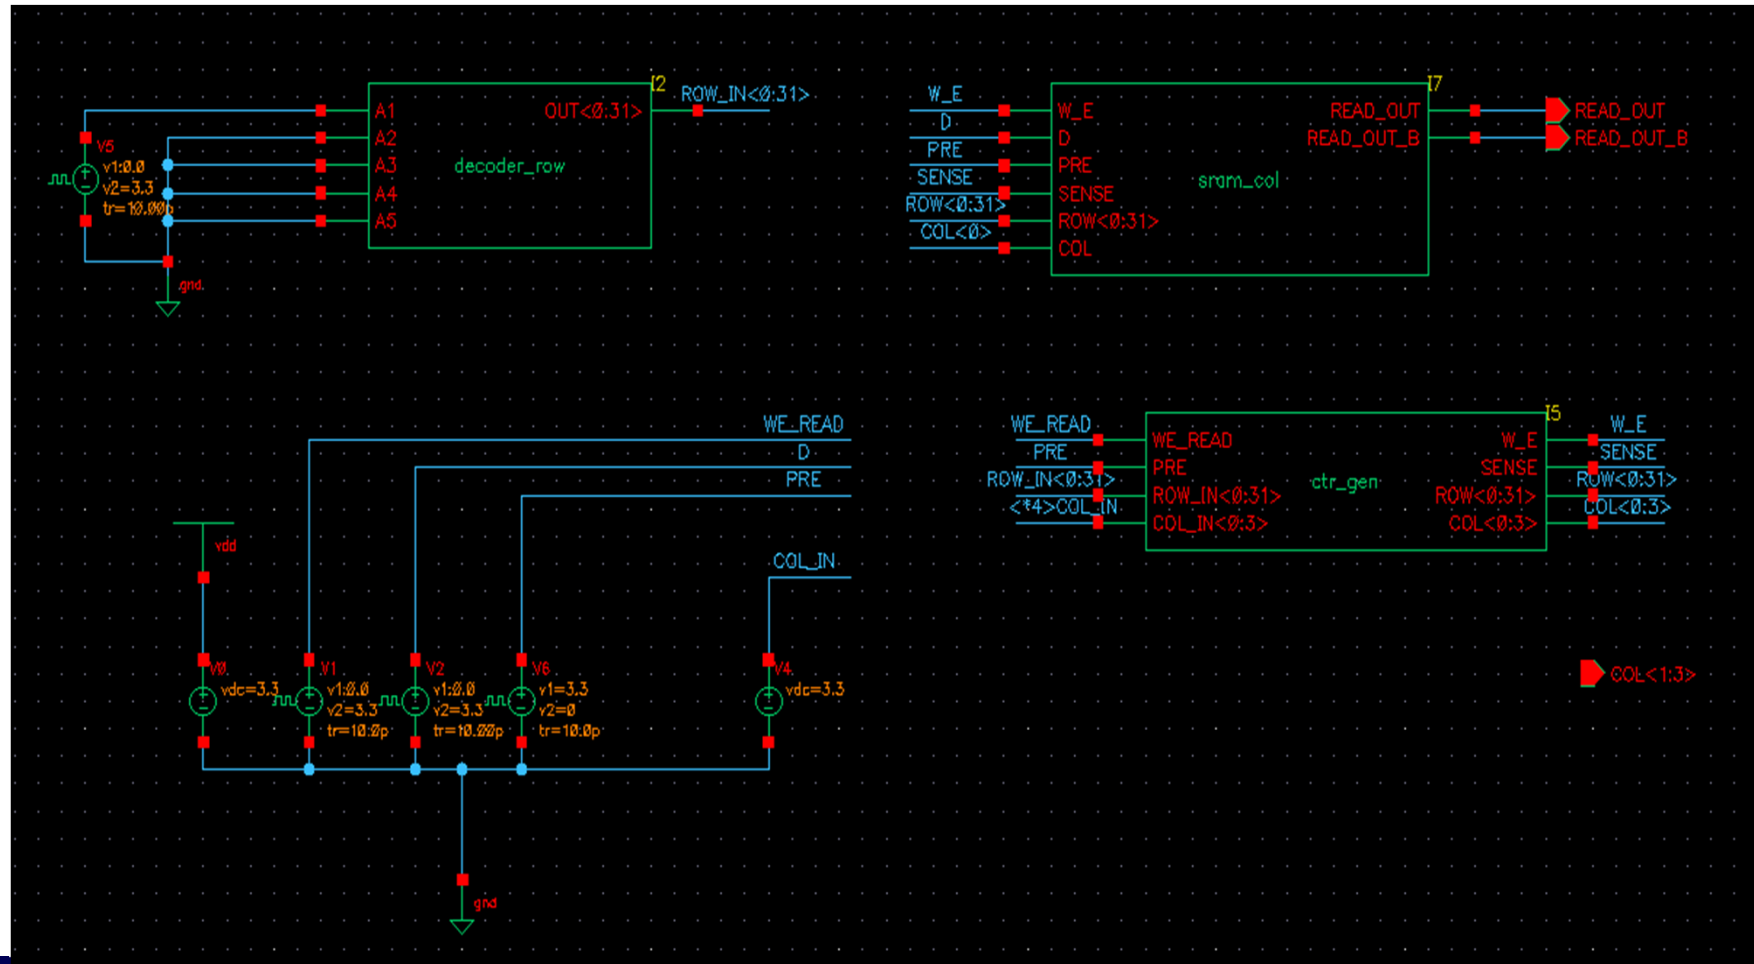 I2
ROW_IN<0:31>
A1
OUT<0:31>
A2
A3
A4
A5
decoder_row
V5
v1:0.0
v2=3.3
tr=10.00p
gnd
I7
W_E
D
PRE
SENSE
ROW<0:31>
COL<0>
W_E
D
PRE
SENSE
ROW<0:31>
COL
sram_col
READ_OUT
READ_OUT_B
READ_OUT
READ_OUT_B
WE_READ
D
PRE
COL_IN
vdd
V0
vdc=3.3
V1
v1:0.0
v2=3.3
tr=10.0p
V2
v1:0.0
v2=3.3
tr=10.00p
V6
v1=3.3
v2=0
tr=10.0p
V4
vdc=3.3
gnd
I5
WE_READ
PRE
ROW_IN<0:31>
<*4>COL_IN
WE_READ
PRE
ROW_IN<0:31>
COL_IN<0:3>
ctr_gen
W_E
SENSE
ROW<0:31>
COL<0:3>
W_E
SENSE
ROW<0:31>
COL<0:3>
COL<1:3>